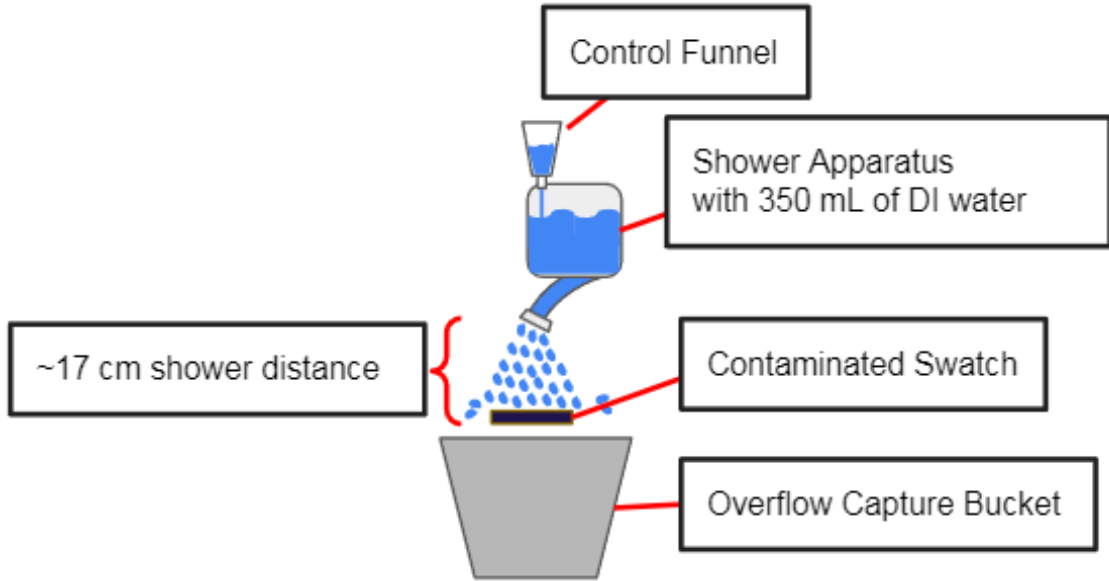 Control Funnel
Shower Apparatus
with 350 mL of DI water
~17 cm shower distance
Contaminated Swatch
Overflow Capture Bucket